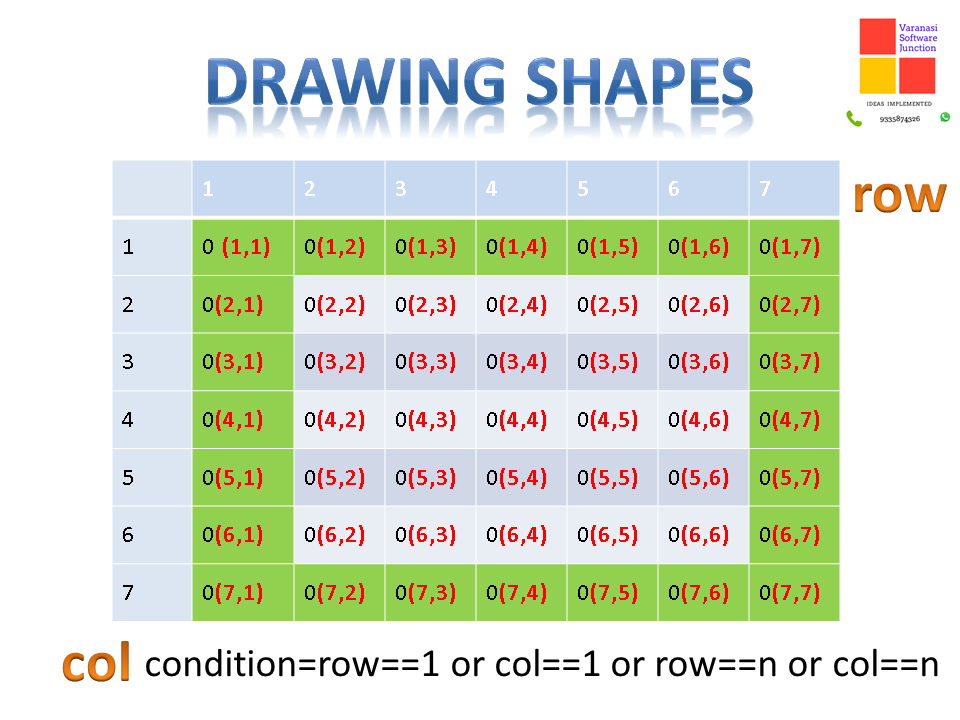 Varanasi
Software
Junction
IDEAS IMPLEMENTED
9335874326
DRAWING SHAPES
1 2 3 4 5 6 7
row
1 0 (1,1) 0(1,2) 0(1,3) 0(1,4) 0(1,5) 0(1,6) 0(1,7)
2 0(2,1) 0(2,2) 0(2,3) 0(2,4) 0(2,5) 0(2,6) 0(2,7)
3 0(3,1) 0(3,2) 0(3,3) 0(3,4) 0(3,5) 0(3,6) 0(3,7)
4 0(4,1) 0(4,2) 0(4,3) 0(4,4) 0(4,5) 0(4,6) 0(4,7)
5 0(5,1) 0(5,2) 0(5,3) 0(5,4) 0(5,5) 0(5,6) 0(5,7)
6 0(6,1) 0(6,2) 0(6,3) 0(6,4) 0(6,5) 0(6,6) 0(6,7)
7 0(7,1) 0(7,2) 0(7,3) 0(7,4) 0(7,5) 0(7,6) 0(7,7)
col condition=row==1 or col==1 or row==n or col==n